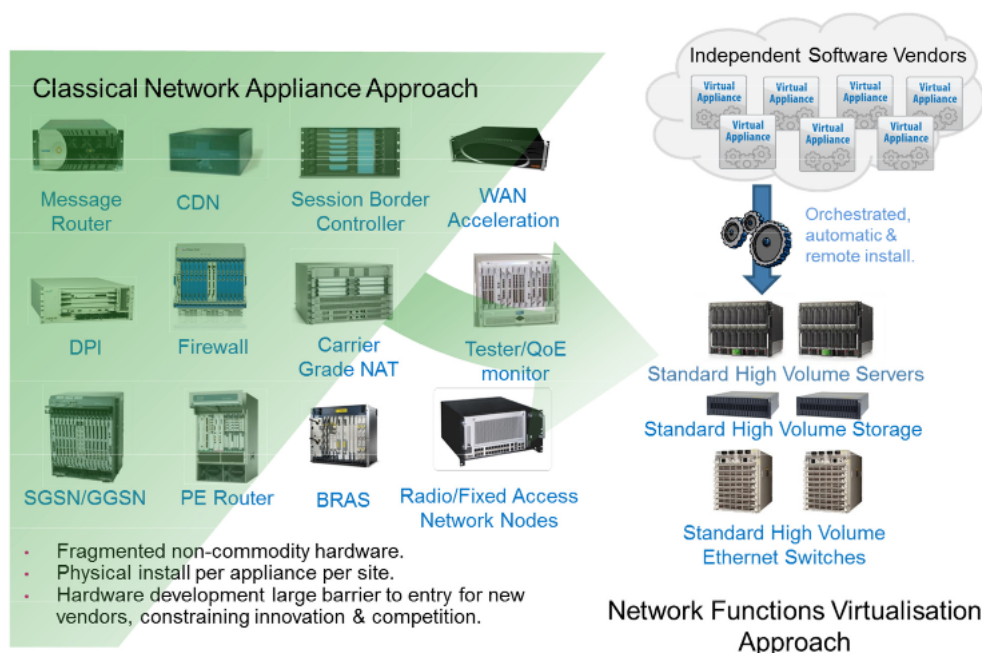 Classical Network Appliance Approach
Message
Router
CDN
Session Border
Controller
WAN
Acceleration
DPI
Firewall
Carrier
Grade NAT
Tester/QoE
monitor
SGSN/GGSN
PE Router
BRAS
Radio/Fixed Access
Network Nodes
• Fragmented non-commodity hardware.
• Physical install per appliance per site.
• Hardware development large barrier to entry for new
vendors, constraining innovation & competition.
Independent Software Vendors
Virtual
Appliance
Virtual
Appliance
Virtual
Appliance
Virtual
Appliance
Virtual
Appliance
Virtual
Appliance
Virtual
Appliance
Orchestrated,
automatic &
remote install.
Standard High Volume Servers
Standard High Volume Storage
Standard High Volume
Ethernet Switches
Network Functions Virtualisation
Approach